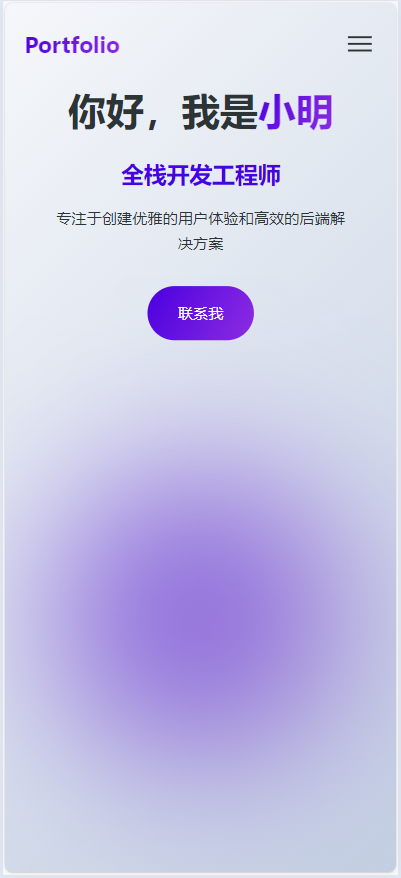 Portfolio
你好，我是小明
全栈开发工程师
专注于创建优雅的用户体验和高效的后端解
决方案
联系我